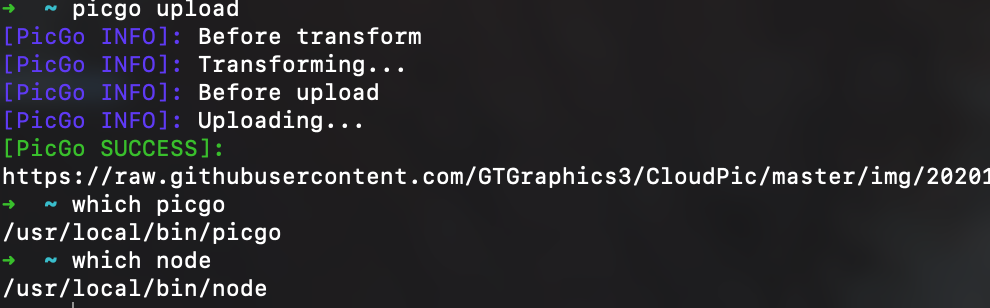 ➜ ~ picgo upload
[PicGo INFO]: Before transform
[PicGo INFO]: Transforming...
[PicGo INFO]: Before upload
[PicGo INFO]: Uploading...
[PicGo SUCCESS]:
https://raw.githubusercontent.com/GTGraphics3/CloudPic/master/img/20201
➜ ~ which picgo
/usr/local/bin/picgo
➜ ~ which node
/usr/local/bin/node